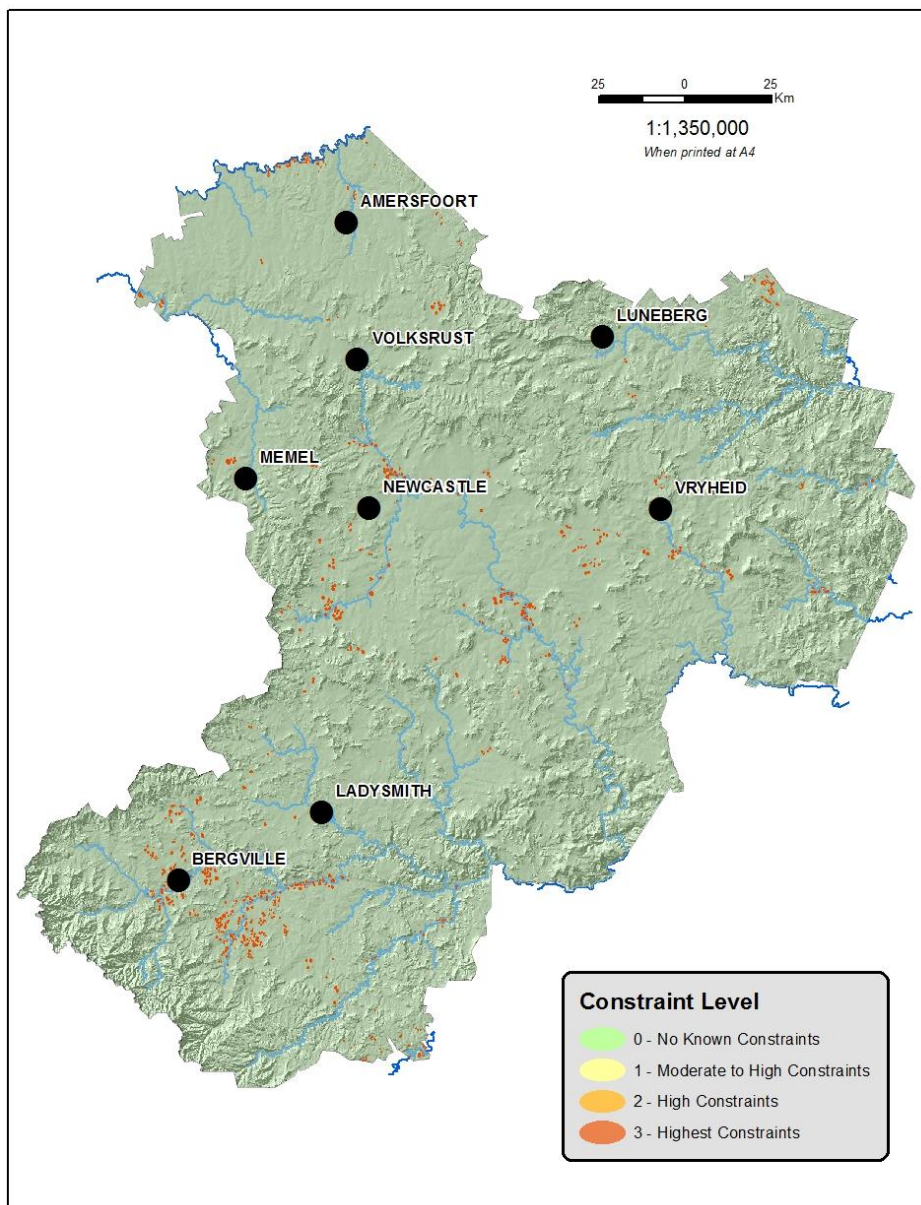 25 0 25
Km
1:1,350,000
When printed at A4
AMERSFOORT
LUNEBERG
VOLKSRUST
MEMEL
NEWCASTLE
VRYHEID
LADYSMITH
BERGVILLE
Constraint Level
0 - No Known Constraints
1 - Moderate to High Constraints
2 - High Constraints
3 - Highest Constraints